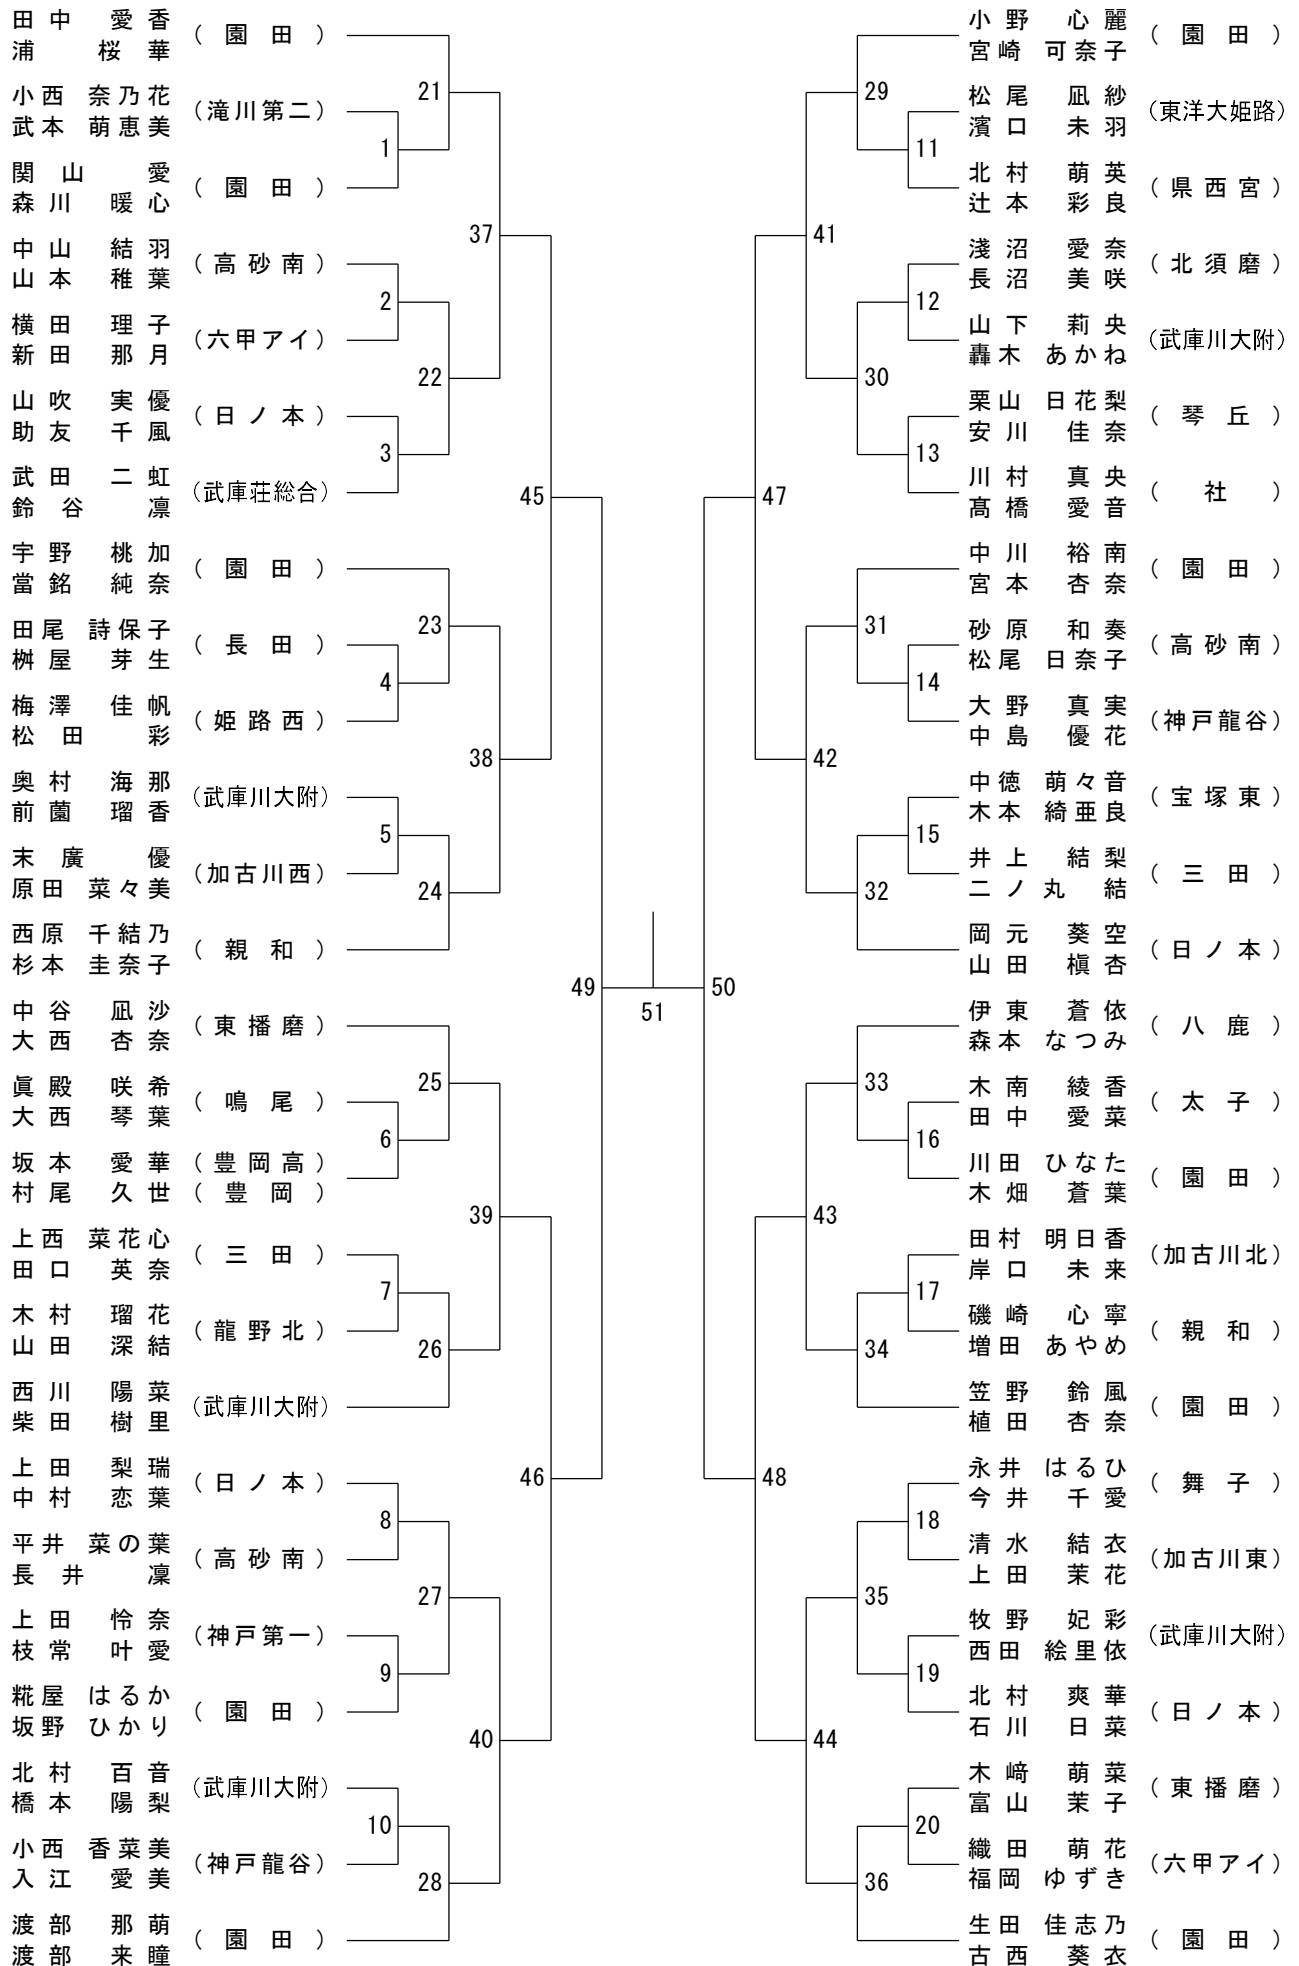 田中 愛香
浦 桜華
(園田)
小西 奈乃花
武本 萌恵美
(滝川第二)
関山 愛
森川 暖心
(園田)
中山 結羽
山本 稚葉
(高砂南)
横田 理子
新田 那月
(六甲アイ)
山吹 実優
助友 千風
(日ノ本)
武田 二虹
鈴谷 凛
(武庫荘総合)
宇野 桃加
當銘 純奈
(園田)
田尾 詩保子
桝屋 芽生
(長田)
梅澤 佳帆
松田 彩
(姫路西)
奥村 海那
前薗 瑠香
(武庫川大附)
末廣 優
原田 菜々美
(加古川西)
西原 千結乃
杉本 圭奈子
(親和)
中谷 凪沙
大西 杏奈
(東播磨)
眞殿 咲希
大西 琴葉
(鳴尾)
坂本 愛華 (豊岡高)
村尾 久世 (豊岡)
上西 菜花心
田口 英奈
(三田)
木村 瑠花
山田 深結
(龍野北)
西川 陽菜
柴田 樹里
(武庫川大附)
上田 梨瑞
中村 恋葉
(日ノ本)
平井 菜の葉
長井 凜
(高砂南)
上田 怜奈
枝常 叶愛
(神戸第一)
糀屋 はるか
坂野 ひかり
(園田)
北村 百音
橋本 陽梨
(武庫川大附)
小西 香菜美
入江 愛美
(神戸龍谷)
渡部 那萌
渡部 来瞳
(園田)
1
2
3
4
5
6
7
8
9
10
21
22
23
24
25
26
27
28
37
38
39
40
45
46
49
51
50
47
48
41
42
43
44
29
30
31
32
33
34
35
36
11
12
13
14
15
16
17
18
19
20
小野 心麗
宮崎 可奈子
(園田)
松尾 凪紗
濱口 未羽
(東洋大姫路)
北村 萌英
辻本 彩良
(県西宮)
淺沼 愛奈
長沼 美咲
(北須磨)
山下 莉央
轟木 あかね
(武庫川大附)
栗山 日花梨
安川 佳奈
(琴丘)
川村 真央
髙橋 愛音
(社)
中川 裕南
宮本 杏奈
(園田)
砂原 和奏
松尾 日奈子
(高砂南)
大野 真実
中島 優花
(神戸龍谷)
中徳 萌々音
木本 綺亜良
(宝塚東)
井上 結梨
二ノ丸 結
(三田)
岡元 葵空
山田 槇杏
(日ノ本)
伊東 蒼依
森本 なつみ
(八鹿)
木南 綾香
田中 愛菜
(太子)
川田 ひなた
木畑 蒼葉
(園田)
田村 明日香
岸口 未来
(加古川北)
磯崎 心寧
増田 あやめ
(親和)
笠野 鈴風
植田 杏奈
(園田)
永井 はるひ
今井 千愛
(舞子)
清水 結衣
上田 茉花
(加古川東)
牧野 妃彩
西田 絵里依
(武庫川大附)
北村 爽華
石川 日菜
(日ノ本)
木﨑 萌菜
富山 茉子
(東播磨)
織田 萌花
福岡 ゆずき
(六甲アイ)
生田 佳志乃
古西 葵衣
(園田)